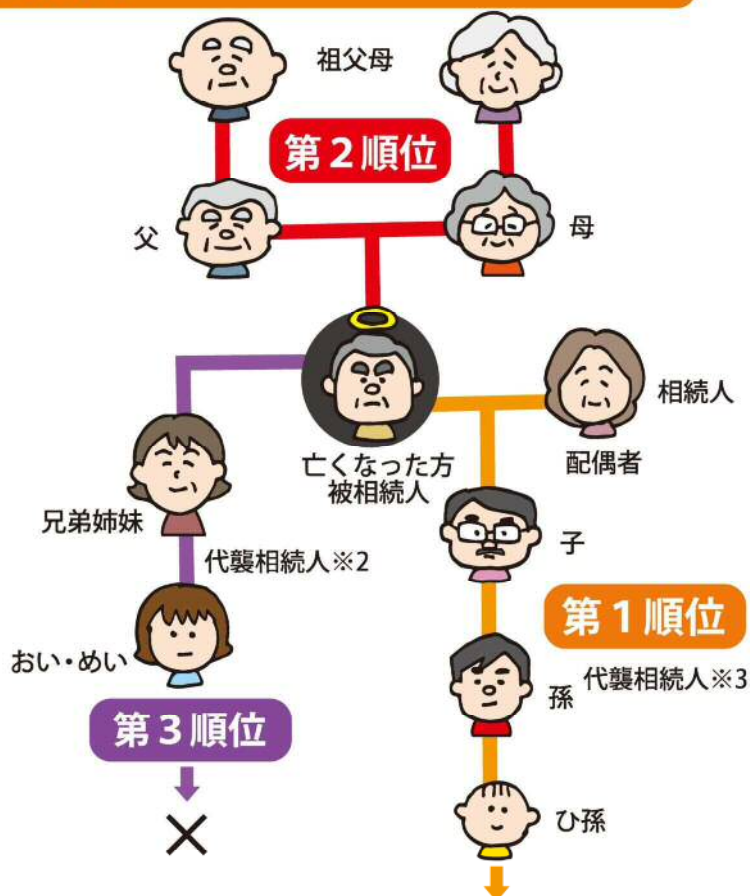 祖父母
第2順位
父
母
相続人
配偶者
亡くなった方
被相続人
兄弟姉妹
代襲相続人※2
子
第1順位
おい・めい
孫
代襲相続人※3
第3順位
ひ孫